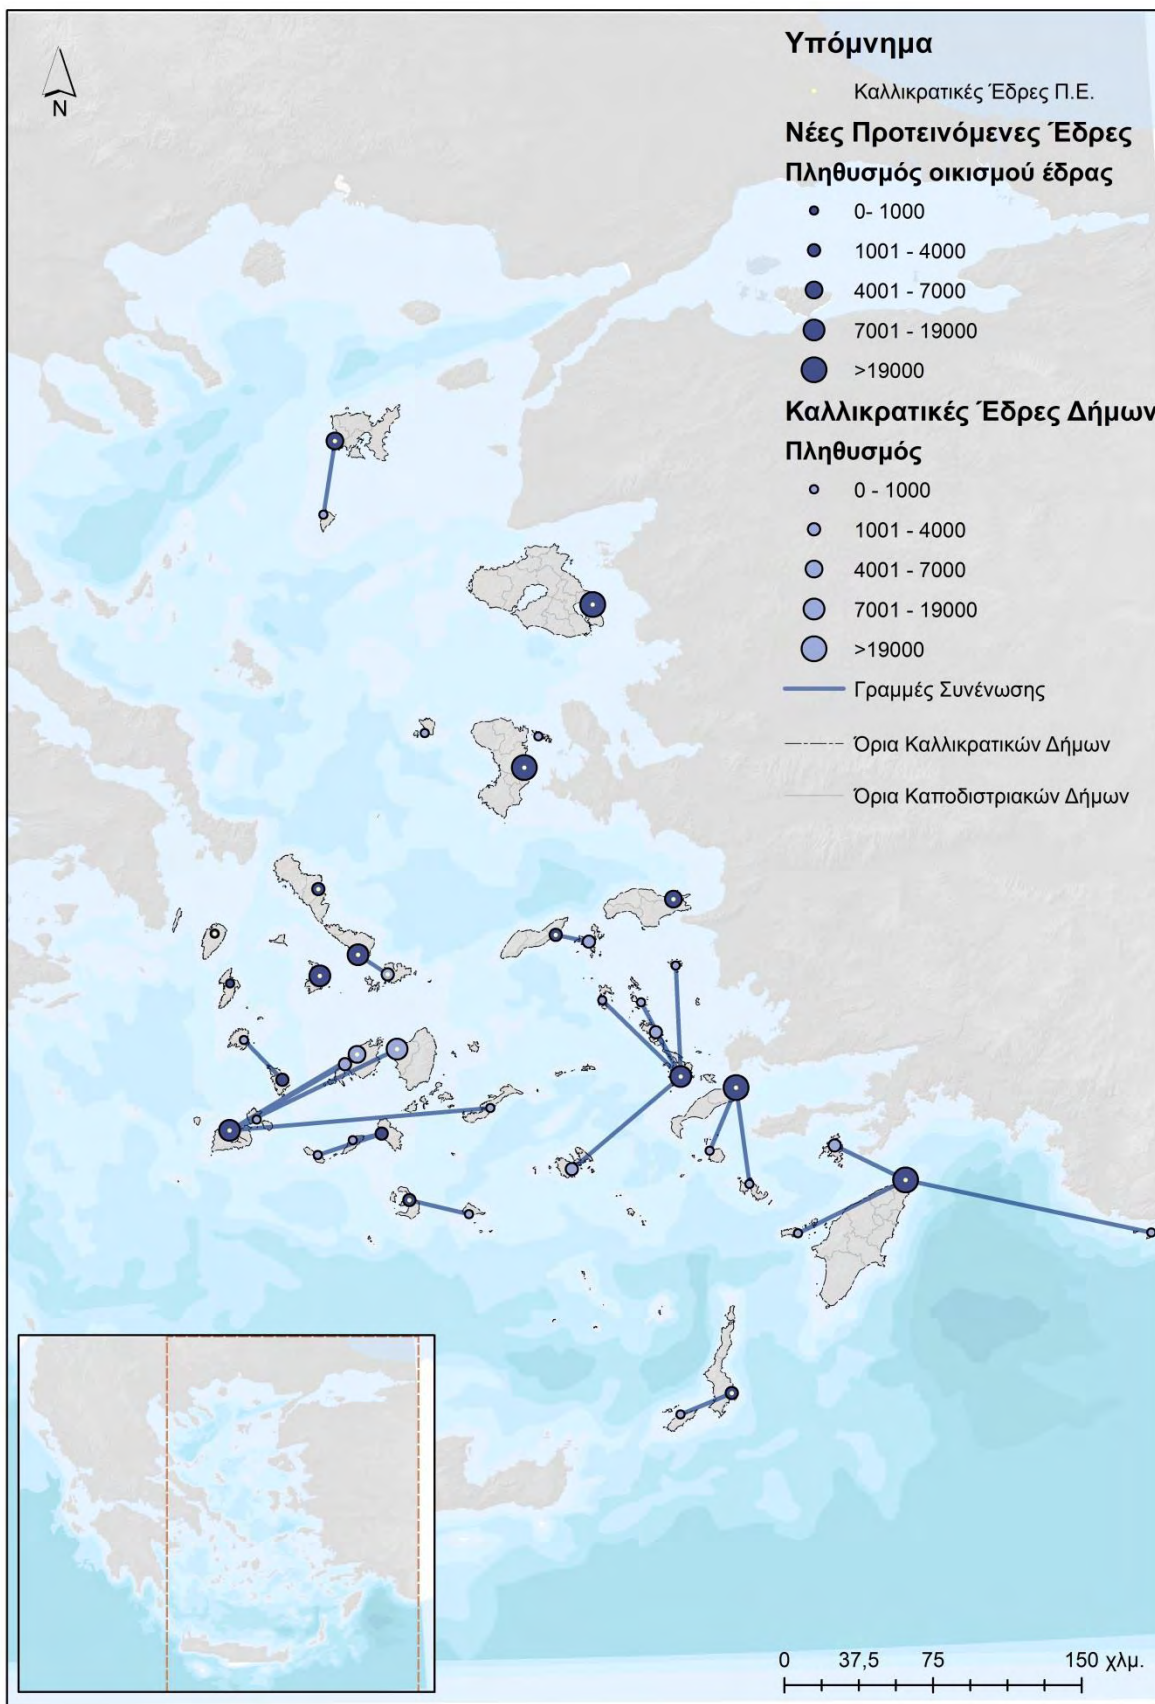 N
Υπόμνημα
Καλλικρατικές Έδρες Π.Ε.
Νέες Προτεινόμενες Έδρες
Πληθυσμός οικισμού έδρας
0- 1000
1001 - 4000
4001 - 7000
7001 - 19000
>19000
Καλλικρατικές Έδρες Δήμων
Πληθυσμός
0 - 1000
1001 - 4000
4001 - 7000
7001 - 19000
>19000
Γραμμές Συνένωσης
Όρια Καλλικρατικών Δήμων
Όρια Καποδιστριακών Δήμων
0 37,5 75 150 χλμ.